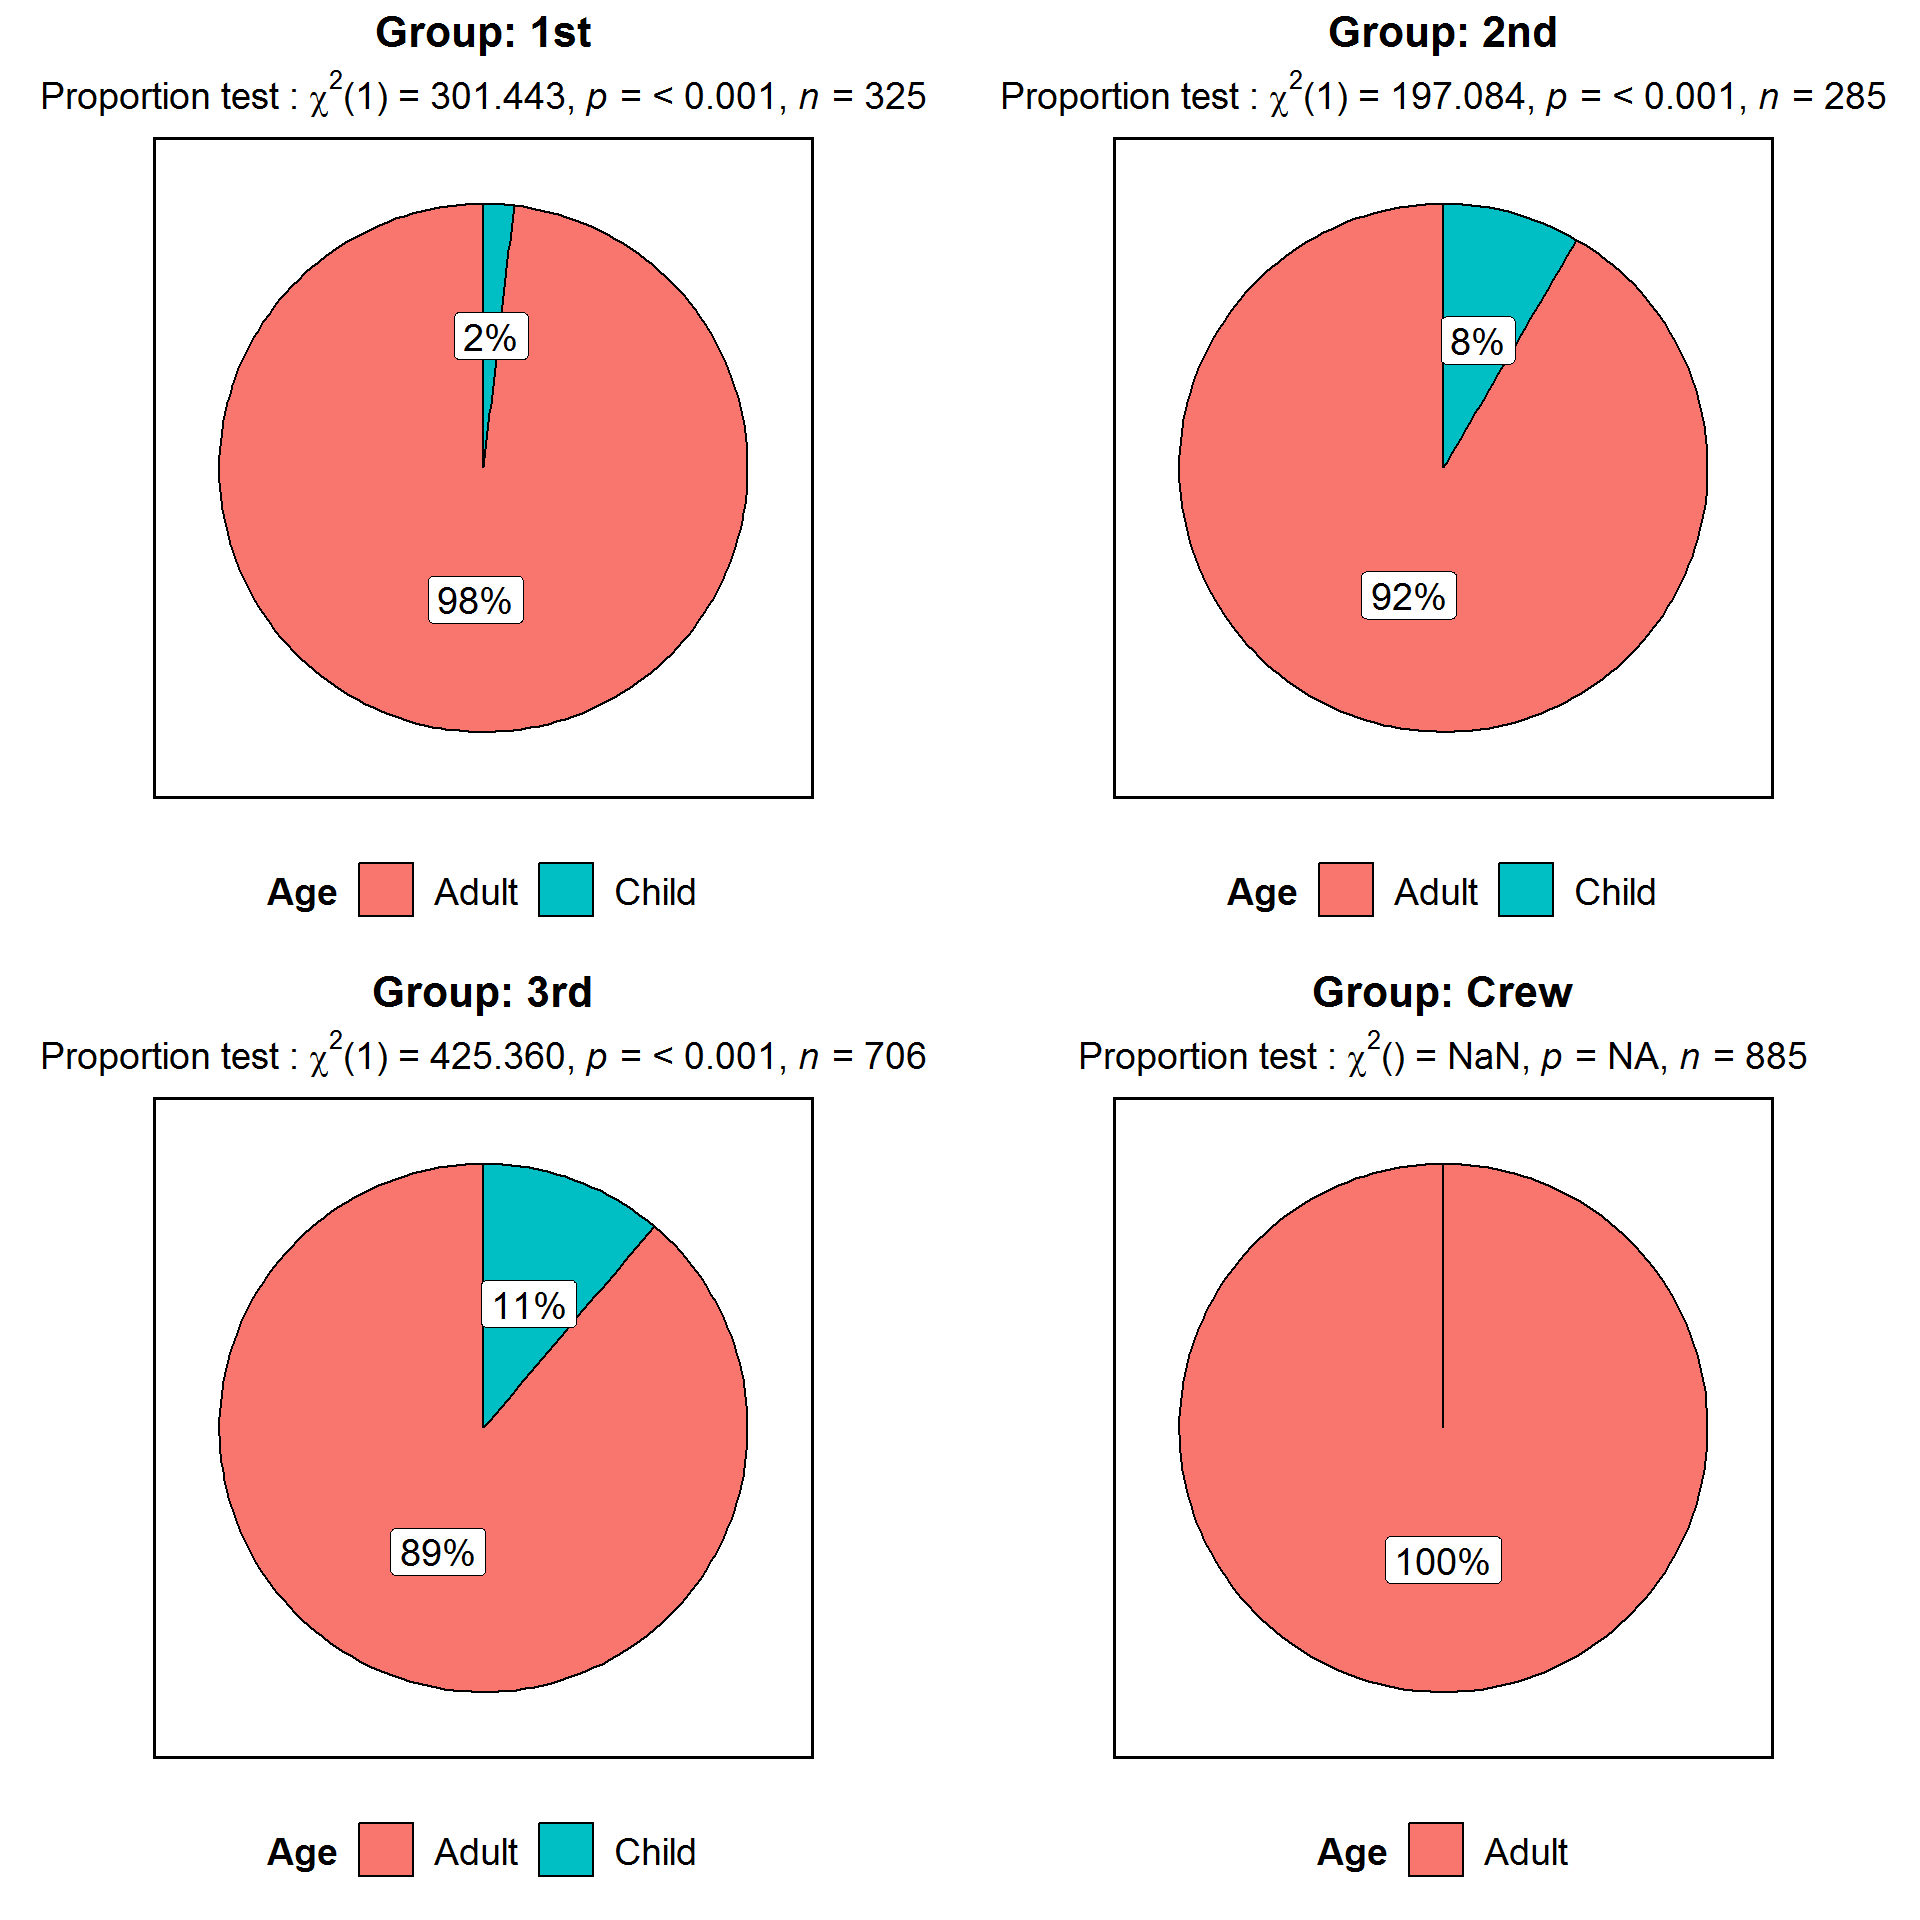 Group: 1st
Proportion test : χ²(1) = 301.443, p = < 0.001, n = 325
2%
98%
Age Adult Child
Group: 2nd
Proportion test : χ²(1) = 197.084, p = < 0.001, n = 285
8%
92%
Age Adult Child
Group: 3rd
Proportion test : χ²(1) = 425.360, p = < 0.001, n = 706
11%
89%
Age Adult Child
Group: Crew
Proportion test : χ²() = NaN, p = NA, n = 885
100%
Age Adult